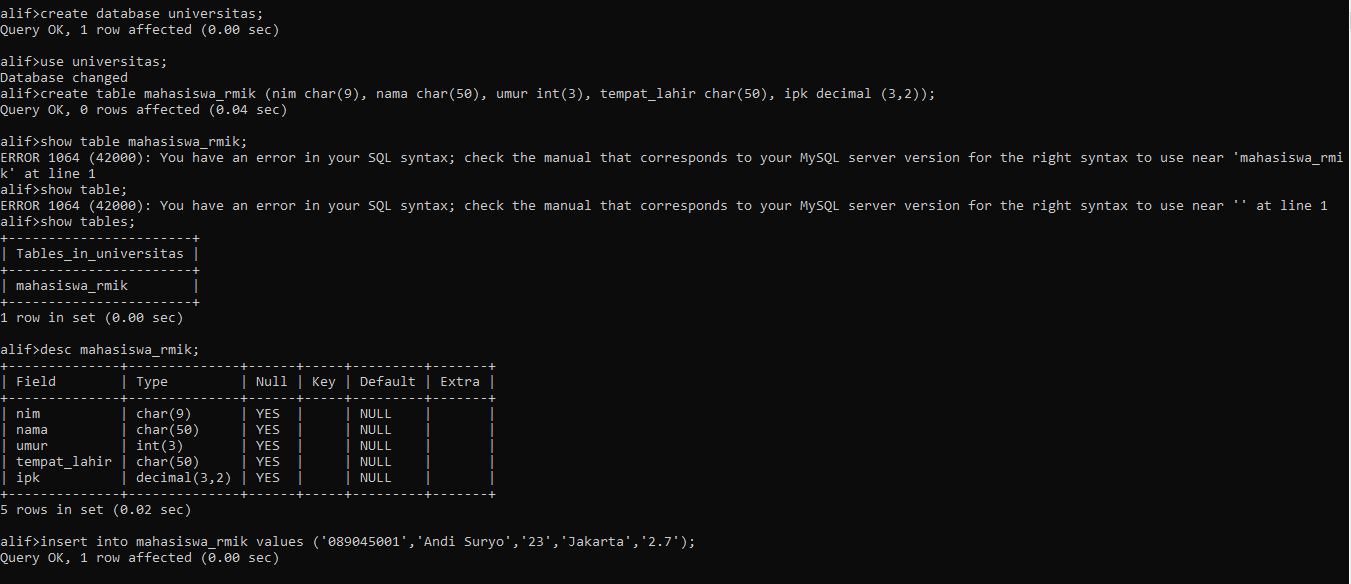 alif>create database universitas;
Query OK, 1 row affected (0.00 sec)

alif>use universitas;
Database changed
alif>create table mahasiswa_rmik (nim char(9), nama char(50), umur int(3), tempat_lahir char(50), ipk decimal (3,2));
Query OK, 0 rows affected (0.04 sec)

alif>show table mahasiswa_rmik;
ERROR 1064 (42000): You have an error in your SQL syntax; check the manual that corresponds to your MySQL server version for the right syntax to use near 'mahasiswa_rmi
k' at line 1
alif>show table;
ERROR 1064 (42000): You have an error in your SQL syntax; check the manual that corresponds to your MySQL server version for the right syntax to use near '' at line 1
alif>show tables;
+-----------------------+
| Tables_in_universitas |
+-----------------------+
| mahasiswa_rmik        |
+-----------------------+
1 row in set (0.00 sec)

alif>desc mahasiswa_rmik;
+--------------+--------------+------+-----+---------+-------+
| Field        | Type         | Null | Key | Default | Extra |
+--------------+--------------+------+-----+---------+-------+
| nim          | char(9)      | YES  |     | NULL    |       |
| nama         | char(50)     | YES  |     | NULL    |       |
| umur         | int(3)       | YES  |     | NULL    |       |
| tempat_lahir | char(50)     | YES  |     | NULL    |       |
| ipk          | decimal(3,2) | YES  |     | NULL    |       |
+--------------+--------------+------+-----+---------+-------+
5 rows in set (0.02 sec)

alif>insert into mahasiswa_rmik values ('089045001','Andi Suryo','23','Jakarta','2.7');
Query OK, 1 row affected (0.00 sec)